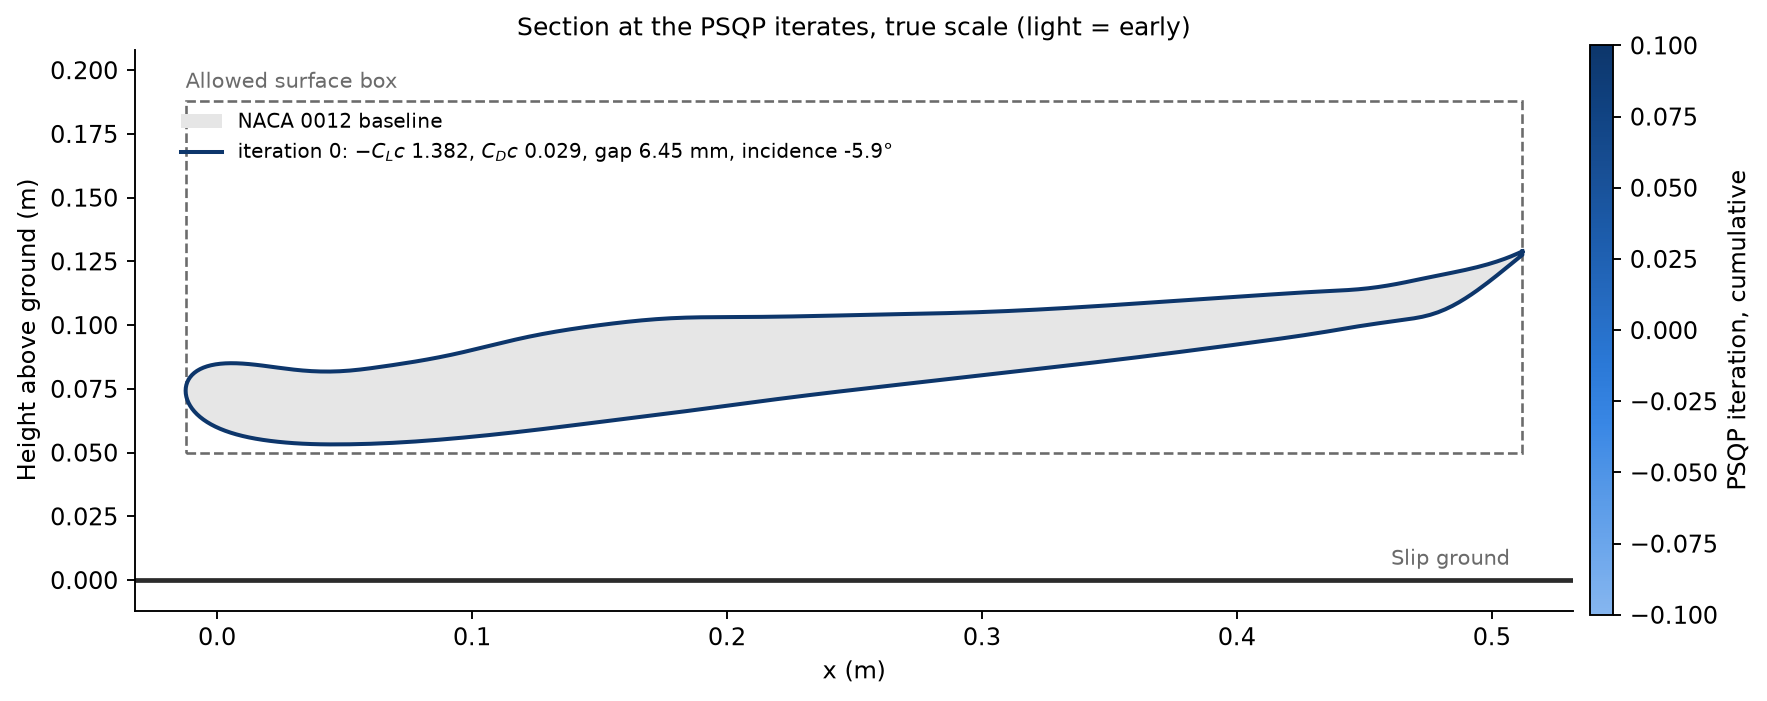 Section at the PSQP iterates, true scale (light = early)
Allowed surface box
NACA 0012 baseline
iteration 0: −C_Lc 1.382, C_Dc 0.029, gap 6.45 mm, incidence -5.9°
Slip ground
Height above ground (m)
0.200
0.175
0.150
0.125
0.100
0.075
0.050
0.025
0.000
0.0 0.1 0.2 0.3 0.4 0.5
x (m)
0.100
0.075
0.050
0.025
0.000
−0.025
−0.050
−0.075
−0.100
PSQP iteration, cumulative